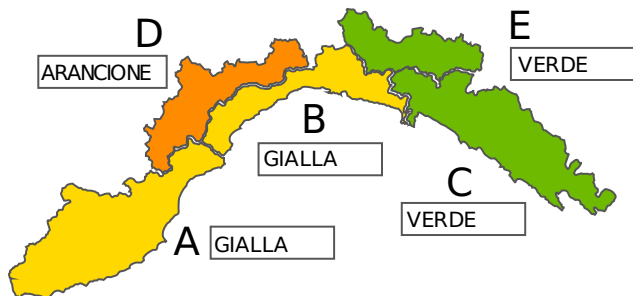 D
ARANCIONE
E
VERDE
B
GIALLA
C
VERDE
A
GIALLA